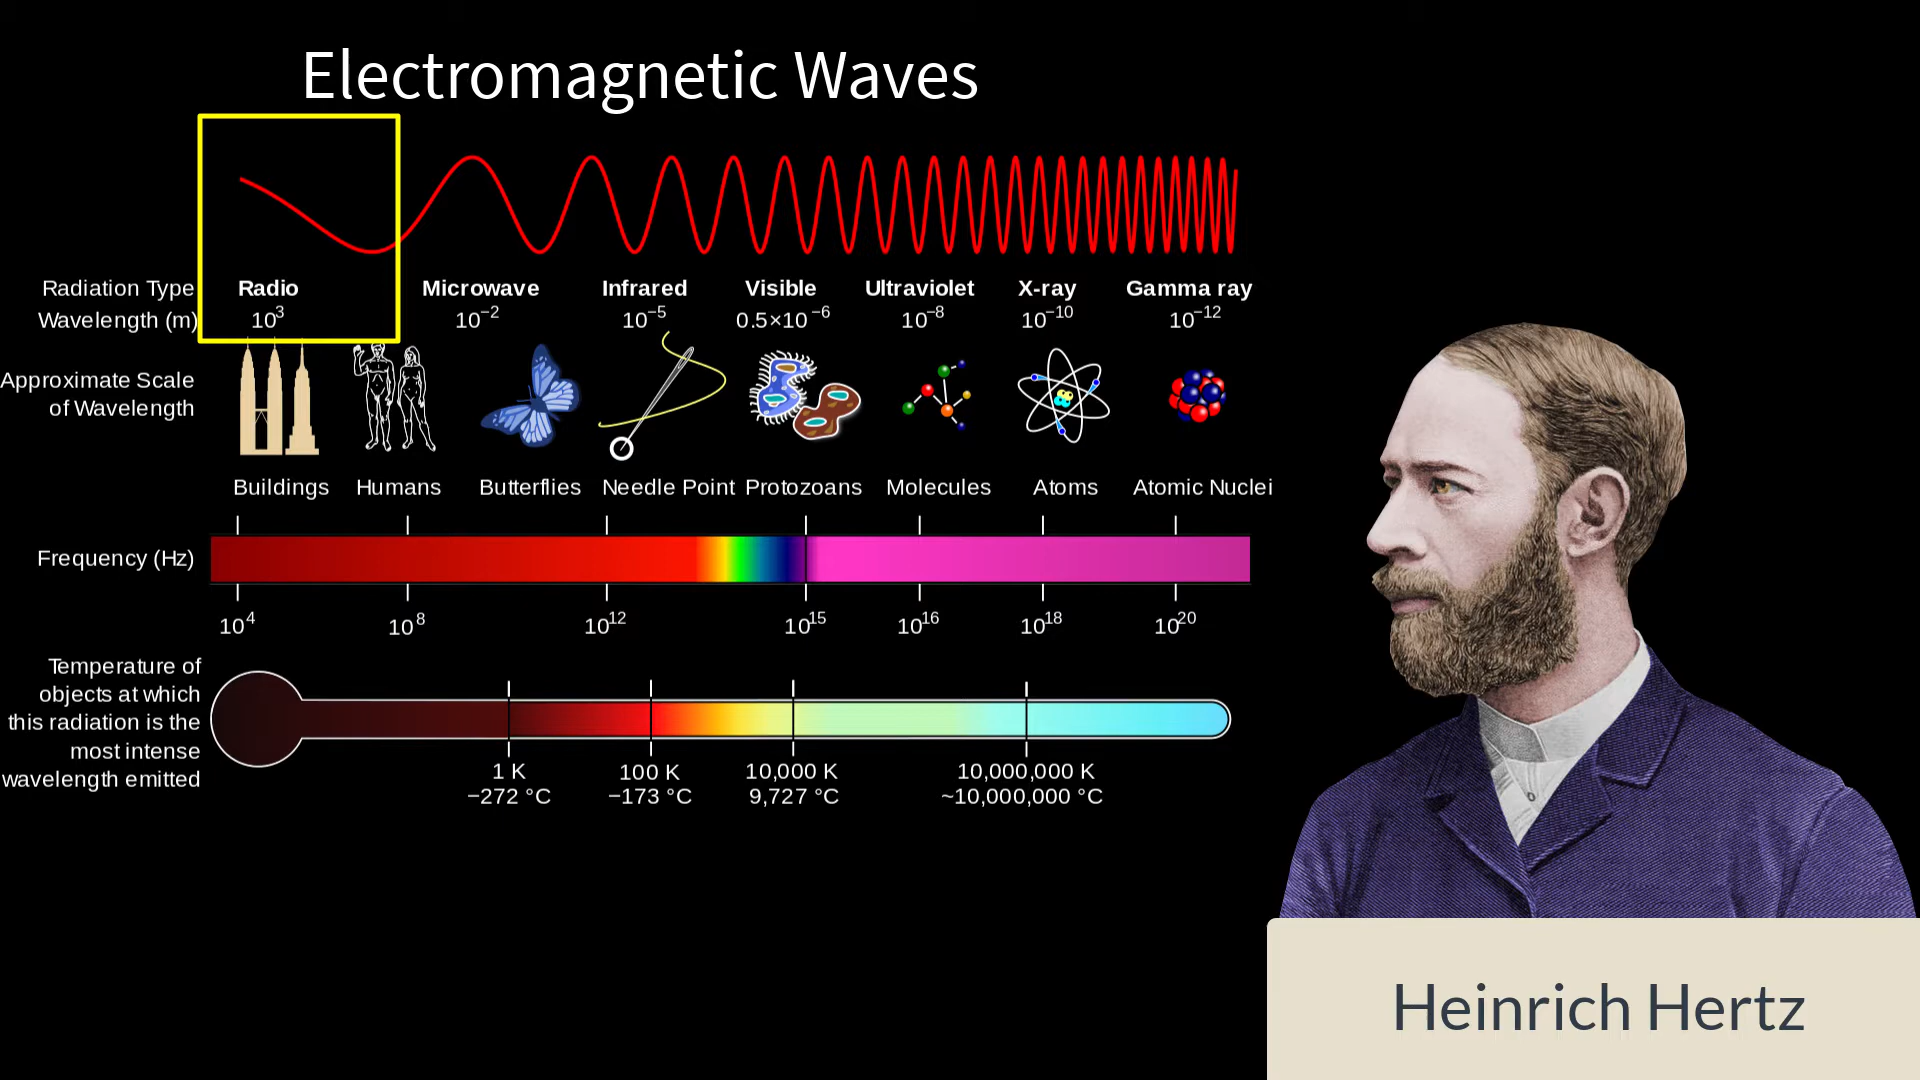 Electromagnetic Waves
Radiation Type Radio Microwave Infrared Visible Ultraviolet X-ray Gamma ray
Wavelength (m) 10³ 10⁻² 10⁻⁵ 0.5×10⁻⁶ 10⁻⁸ 10⁻¹⁰ 10⁻¹²
Approximate Scale
of Wavelength
Buildings Humans Butterflies Needle Point Protozoans Molecules Atoms Atomic Nuclei
Frequency (Hz)
10⁴ 10⁸ 10¹² 10¹⁵ 10¹⁶ 10¹⁸ 10²⁰
Temperature of
objects at which
this radiation is the
most intense
wavelength emitted
1 K 100 K 10,000 K 10,000,000 K
−272 °C −173 °C 9,727 °C ~10,000,000 °C
Heinrich Hertz